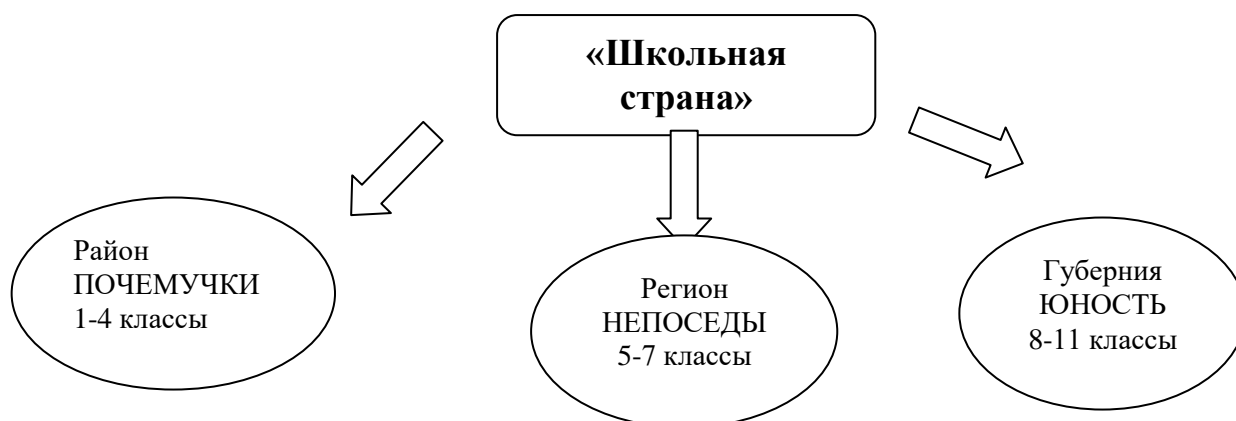 «Школьная
страна»
Район
ПОЧЕМУЧКИ
1-4 классы
Регион
НЕПОСЕДЫ
5-7 классы
Губерния
ЮНОСТЬ
8-11 классы